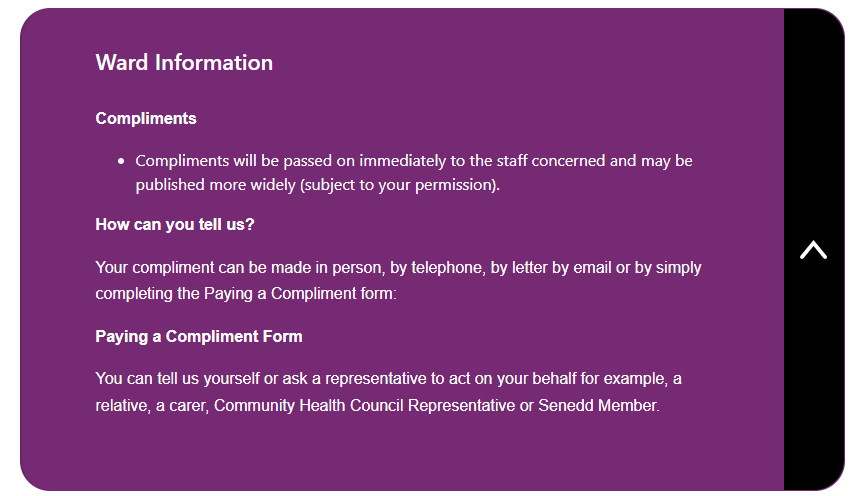 Ward Information
Compliments
• Compliments will be passed on immediately to the staff concerned and may be
published more widely (subject to your permission).
How can you tell us?
Your compliment can be made in person, by telephone, by letter by email or by simply
completing the Paying a Compliment form:
Paying a Compliment Form
You can tell us yourself or ask a representative to act on your behalf for example, a
relative, a carer, Community Health Council Representative or Senedd Member.